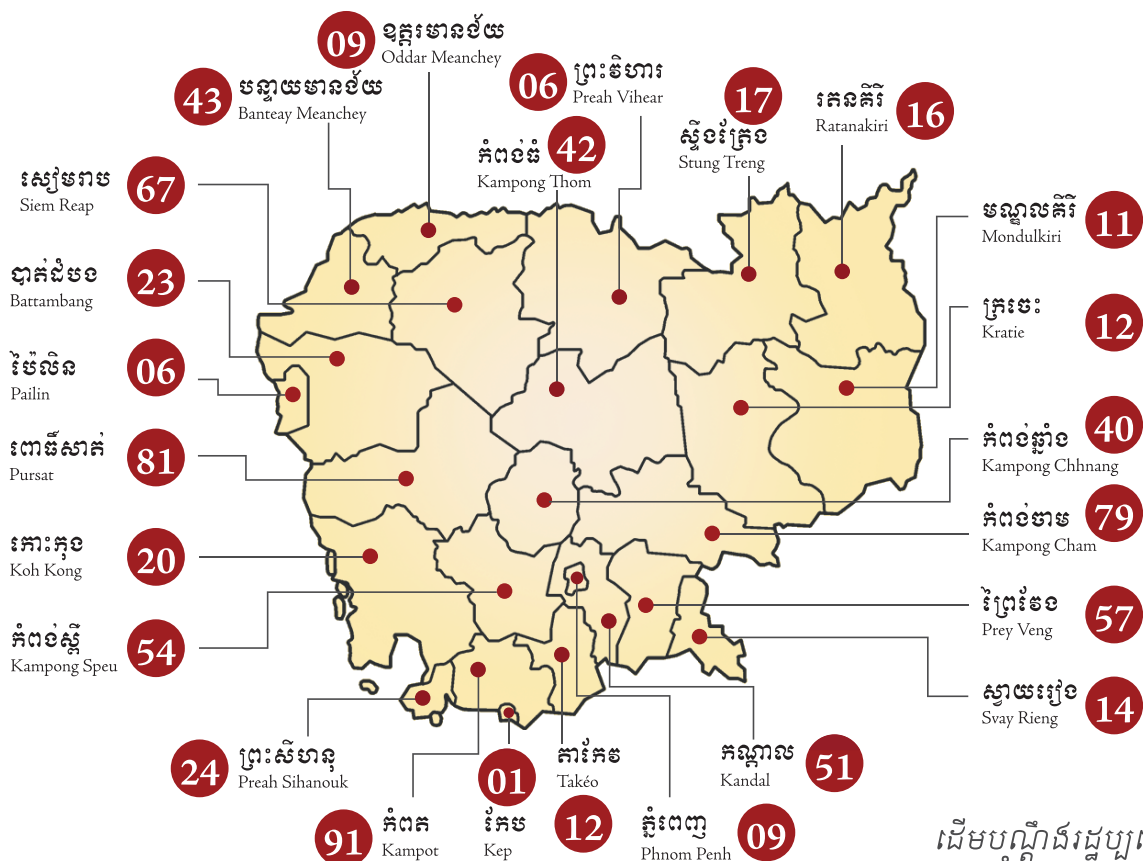 09
ឧត្តរមានជ័យ
Oddar Meanchey
43
បន្ទាយមានជ័យ
Banteay Meanchey
06
ព្រះវិហារ
Preah Vihear
17
ស្ទឹងត្រែង
Stung Treng
រតនគិរី
Ratanakiri
16
កំពង់ធំ
Kampong Thom
42
សៀមរាប
Siem Reap
67
មណ្ឌលគិរី
Mondulkiri
11
បាត់ដំបង
Battambang
23
ក្រចេះ
Kratie
12
ប៉ៃលិន
Pailin
06
កំពង់ឆ្នាំង
Kampong Chhnang
40
ពោធិ៍សាត់
Pursat
81
កំពង់ចាម
Kampong Cham
79
កោះកុង
Koh Kong
20
ព្រៃវែង
Prey Veng
57
កំពង់ស្ពឺ
Kampong Speu
54
ស្វាយរៀង
Svay Rieng
14
24
ព្រះសីហនុ
Preah Sihanouk
01
តាកែវ
Takéo
កណ្តាល
Kandal
51
91
កំពត
Kampot
កែប
Kep
12
ភ្នំពេញ
Phnom Penh
09